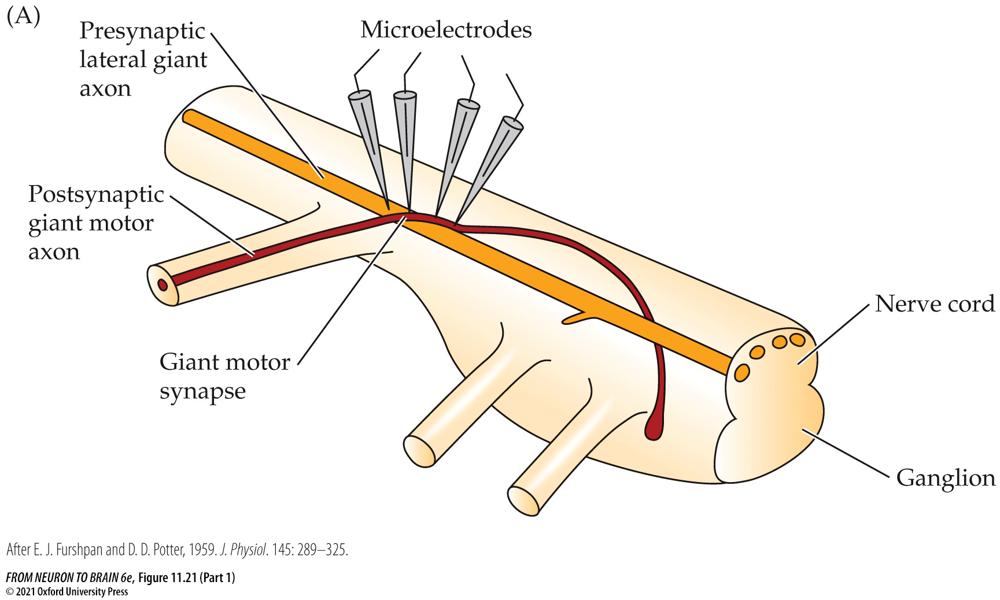 (A)
Presynaptic
lateral giant
axon
Microelectrodes
Postsynaptic
giant motor
axon
Nerve cord
Giant motor
synapse
Ganglion
After E. J. Furshpan and D. D. Potter, 1959. J. Physiol. 145: 289–325.
FROM NEURON TO BRAIN 6e, Figure 11.21 (Part 1)
© 2021 Oxford University Press